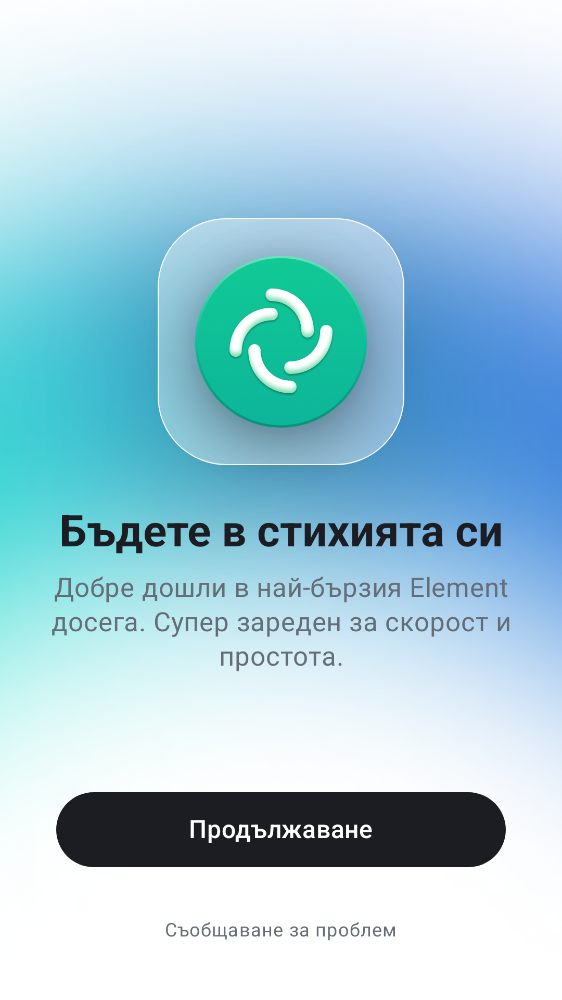 Бъдете в стихията си
Добре дошли в най-бързия Element
досега. Супер зареден за скорост и
простота.
Продължаване
Съобщаване за проблем